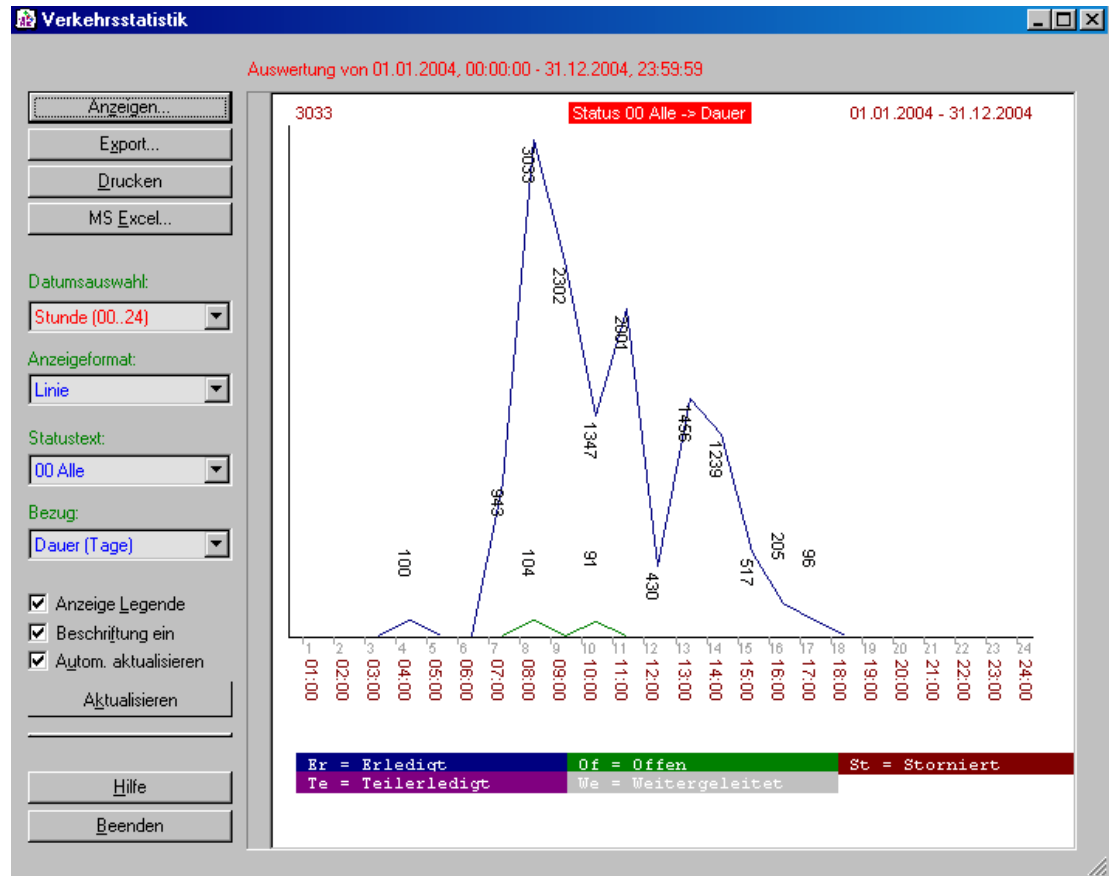 Verkehrsstatistik
Auswertung von 01.01.2004, 00:00:00 - 31.12.2004, 23:59:59
Anzeigen...
Export...
Drucken
MS Excel...
Datumsauswahl:
Stunde (00..24)
Anzeigeformat:
Linie
Statustext:
00 Alle
Bezug:
Dauer (Tage)
Anzeige Legende
Beschriftung ein
Autom. aktualisieren
Aktualisieren
Hilfe
Beenden
3033 Status 00 Alle -> Dauer 01.01.2004 - 31.12.2004
3033
2302
2001
1347
1456
1239
943
100
104
91
430
517
205
96
1 2 3 4 5 6 7 8 9 10 11 12 13 14 15 16 17 18 19 20 21 22 23 24
01:00 02:00 03:00 04:00 05:00 06:00 07:00 08:00 09:00 10:00 11:00 12:00 13:00 14:00 15:00 16:00 17:00 18:00 19:00 20:00 21:00 22:00 23:00 24:00
Er = Erledigt Of = Offen St = Storniert
Te = Teilerledigt We = Weitergeleitet